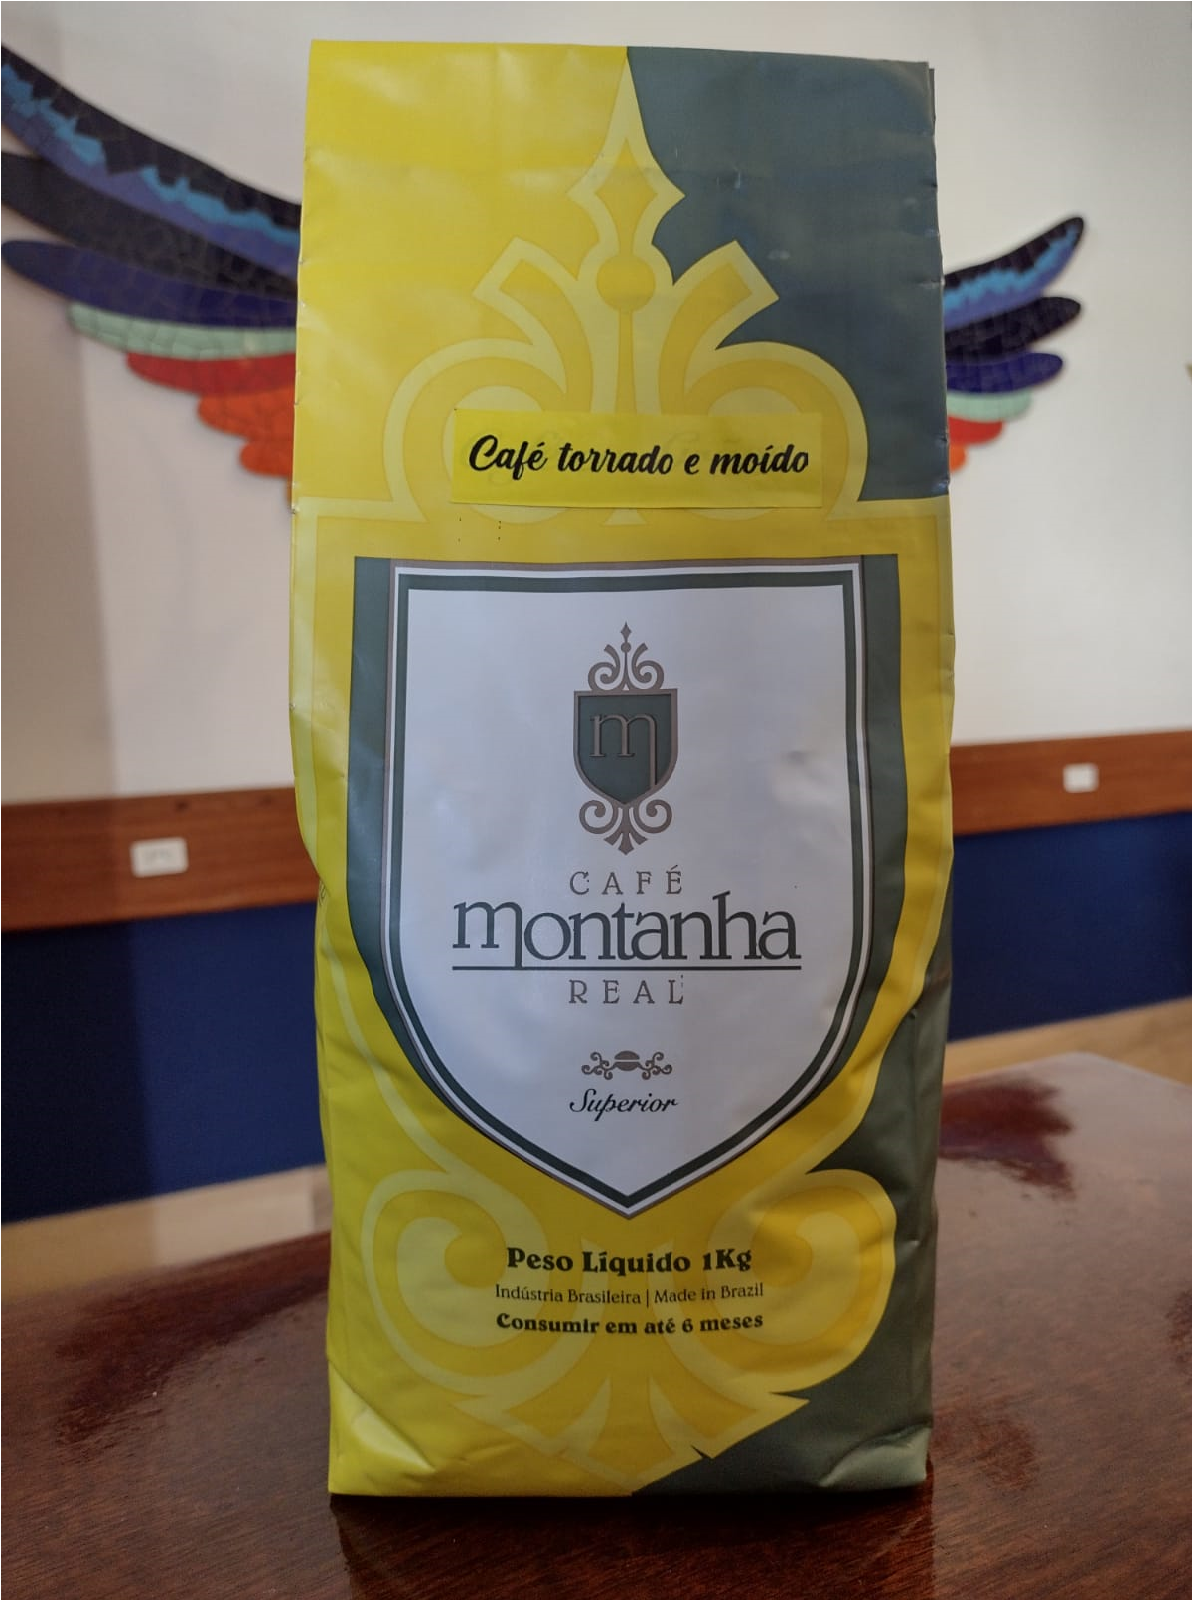 Café torrado e moído
m
CAFÉ
montanha
REAL
Superior
Peso Líquido 1Kg
Indústria Brasileira | Made in Brazil
Consumir em até 6 meses